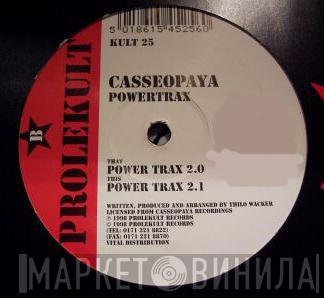 5 018615 452560
KULT 25
CASSEOPAYA
POWERTRAX
PROLEKULT
B
THAT
POWER TRAX 2.0
THIS
POWER TRAX 2.1
WRITTEN, PRODUCED AND ARRANGED BY THILO WACKER
LICENSED FROM CASSEOPAYA RECORDINGS
℗ 1998 PROLEKULT RECORDS
© 1998 PROLEKULT RECORDS
(TEL: 0171 221 8822)
(FAX: 0171 221 8870)
VITAL DISTRIBUTION
МАРКЕТ ВИНИЛА